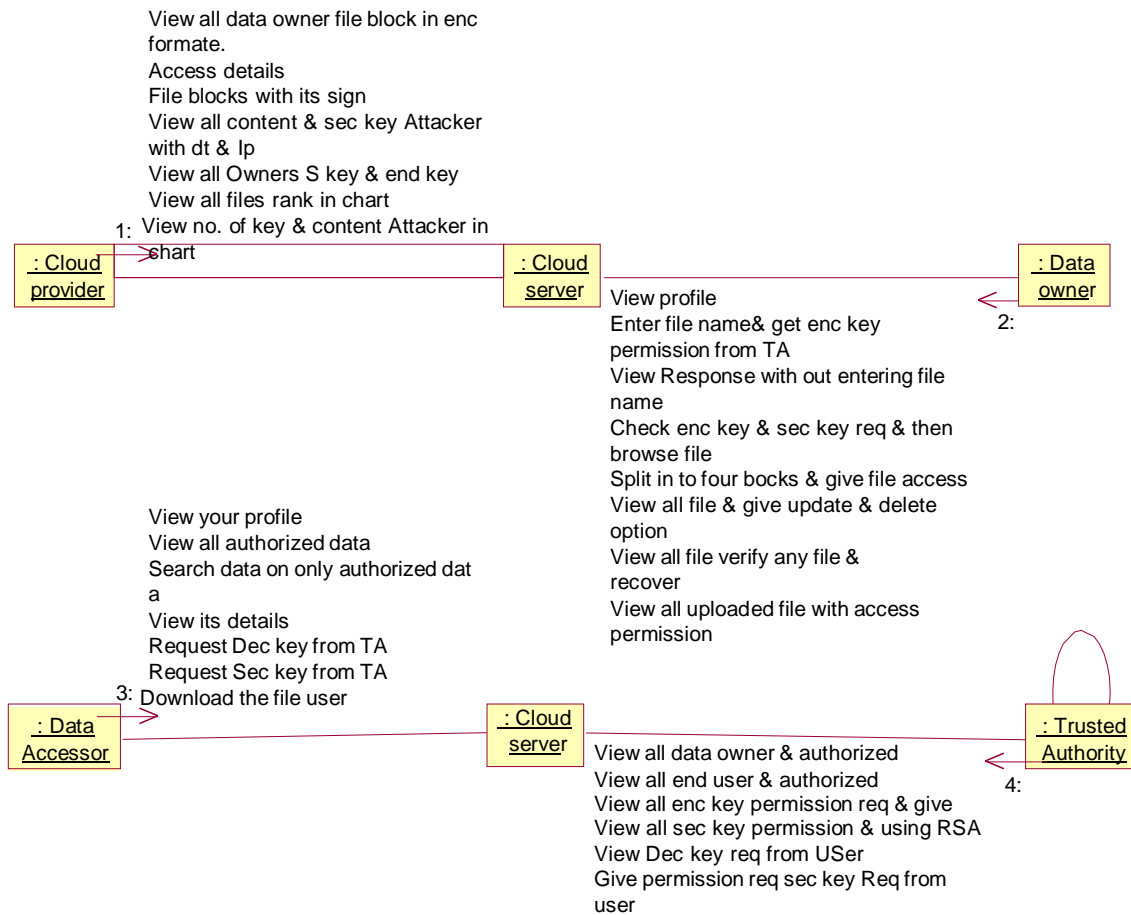 View all data owner file block in enc
formate.
Access details
File blocks with its sign
View all content & sec key Attacker
with dt & Ip
View all Owners S key & end key
View all files rank in chart
1: View no. of key & content Attacker in
chart
: Cloud
provider
: Cloud
server
: Data
owner
2:
View profile
Enter file name& get enc key
permission from TA
View Response with out entering file
name
Check enc key & sec key req & then
browse file
Split in to four bocks & give file access
View all file & give update & delete
option
View all file verify any file &
recover
View all uploaded file with access
permission
View your profile
View all authorized data
Search data on only authorized dat
a
View its details
Request Dec key from TA
Request Sec key from TA
3: Download the file user
: Data
Accessor
: Cloud
server
: Trusted
Authority
4:
View all data owner & authorized
View all end user & authorized
View all enc key permission req & give
View all sec key permission & using RSA
View Dec key req from USer
Give permission req sec key Req from
user